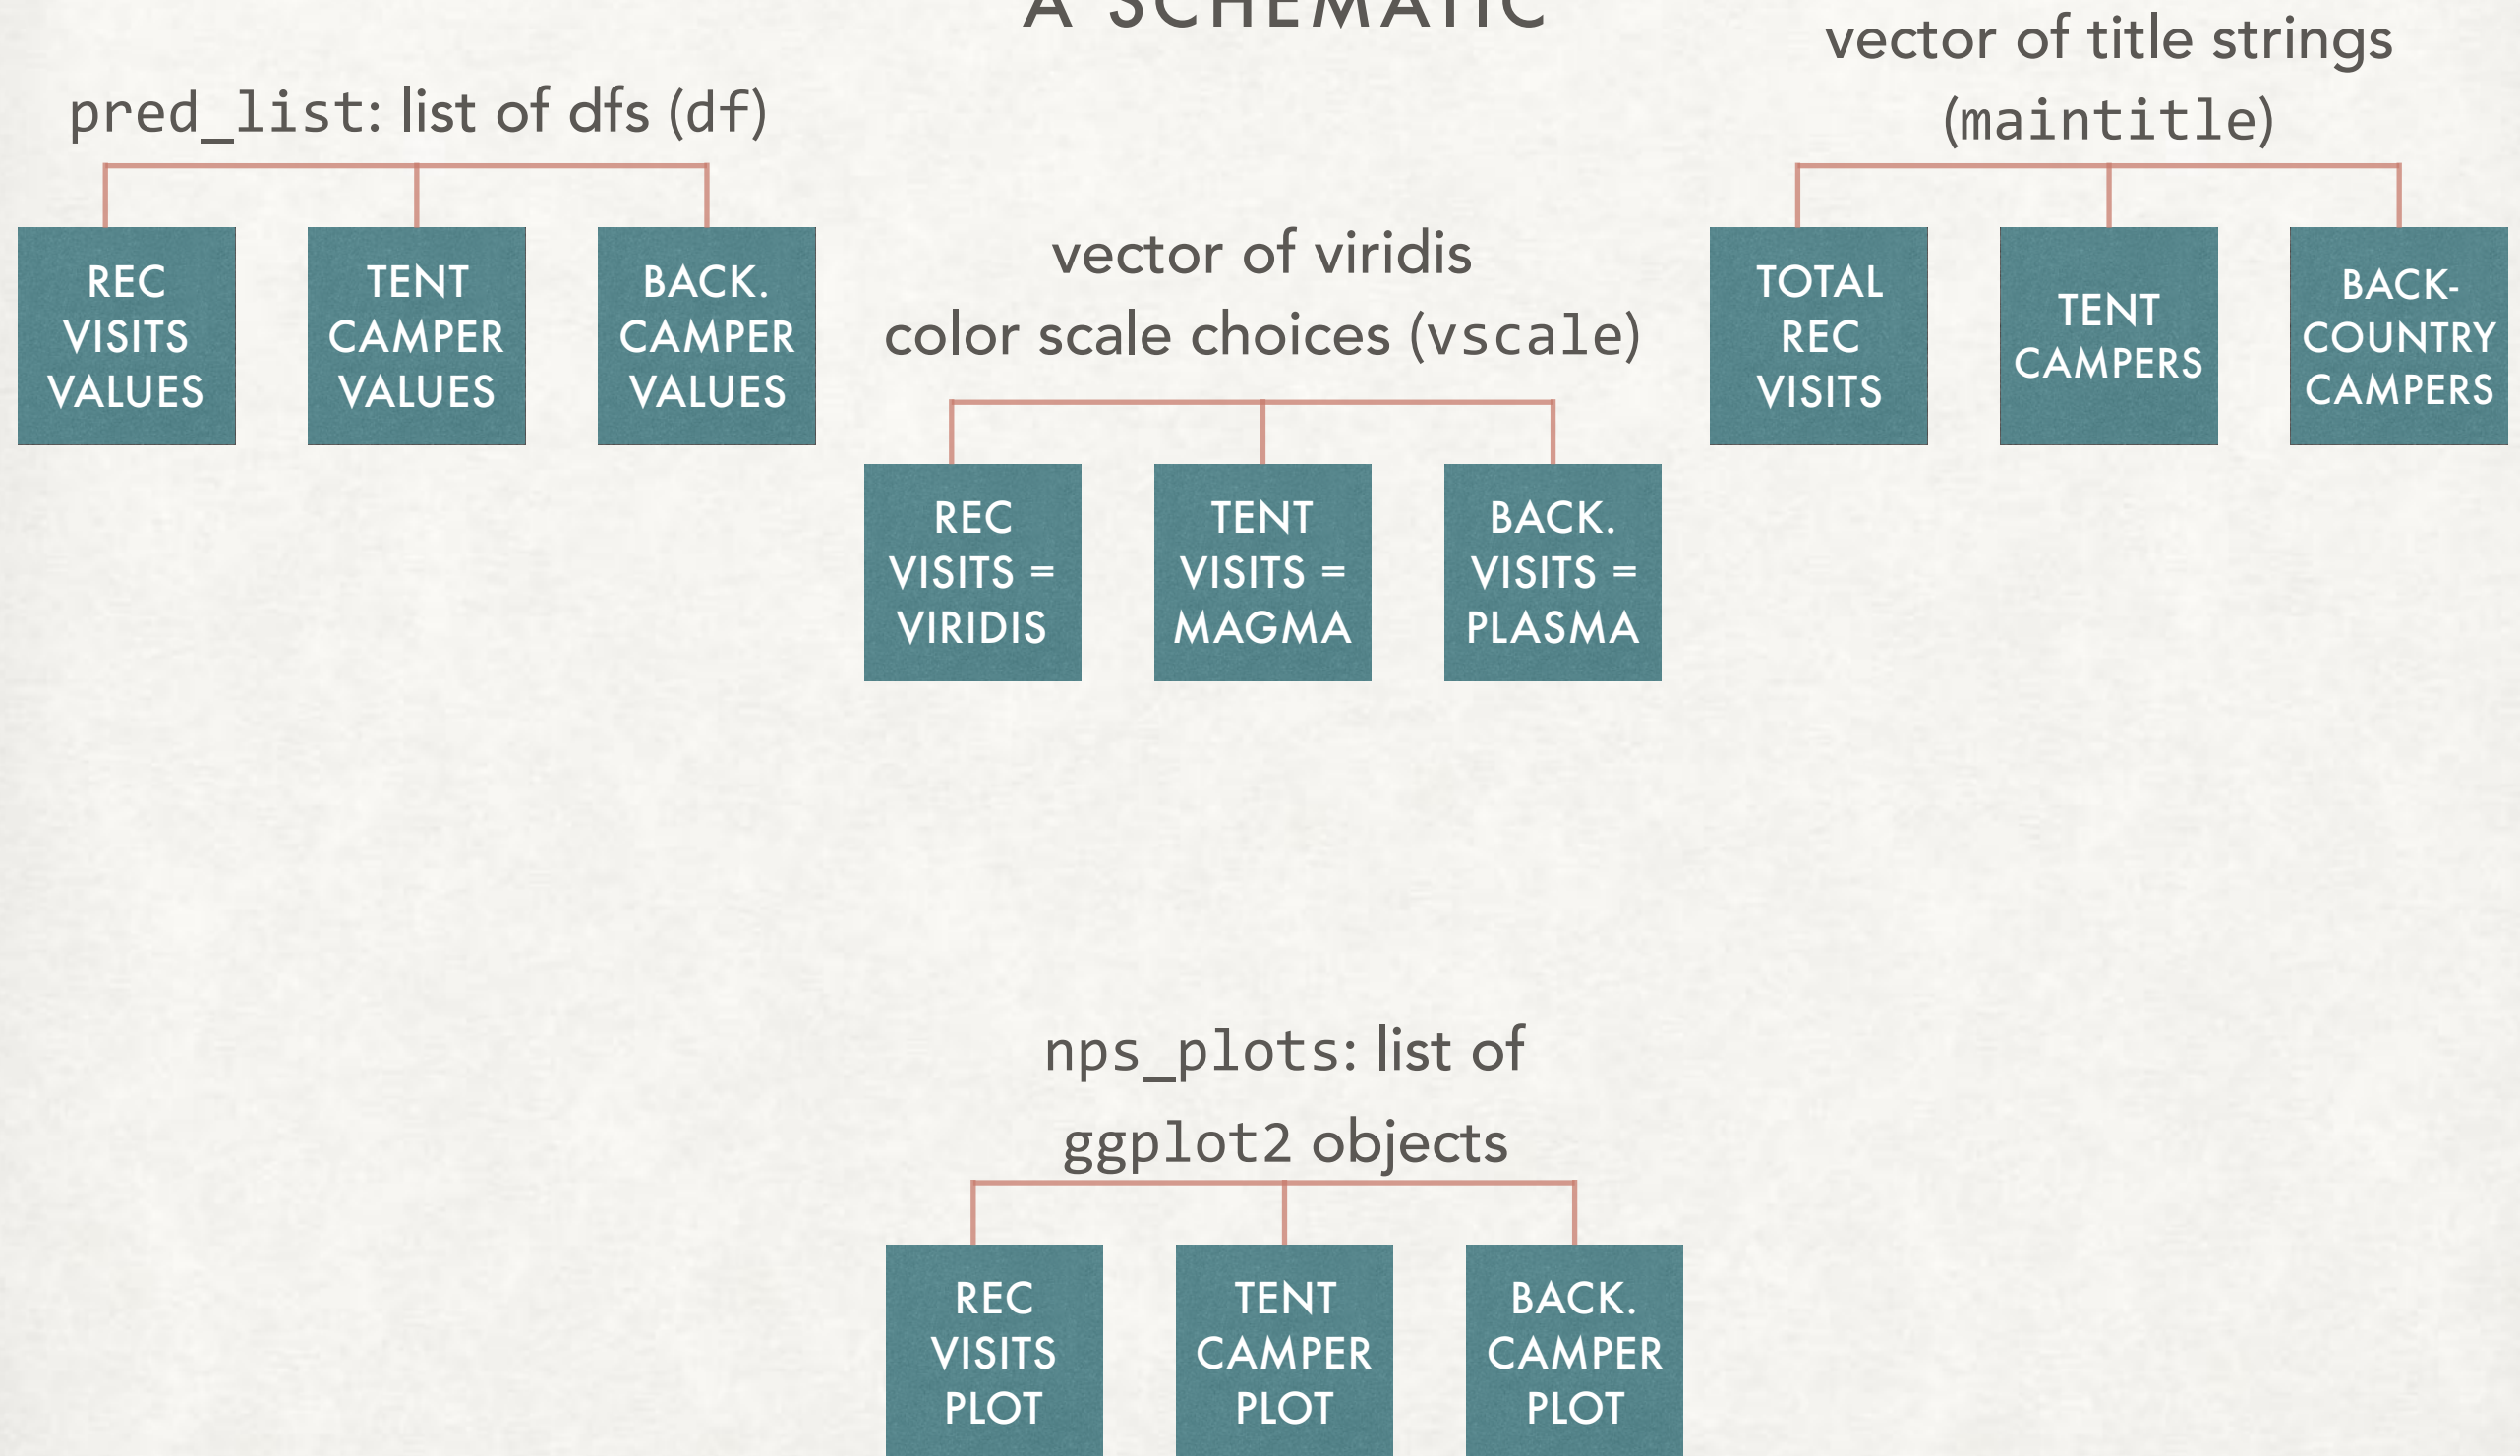 A SCHEMATIC
pred_list: list of dfs (df)
REC
VISITS
VALUES
TENT
CAMPER
VALUES
BACK.
CAMPER
VALUES
vector of viridis
color scale choices (vscale)
REC
VISITS =
VIRIDIS
TENT
VISITS =
MAGMA
BACK.
VISITS =
PLASMA
vector of title strings
(maintitle)
TOTAL
REC
VISITS
TENT
CAMPERS
BACK-
COUNTRY
CAMPERS
nps_plots: list of
ggplot2 objects
REC
VISITS
PLOT
TENT
CAMPER
PLOT
BACK.
CAMPER
PLOT